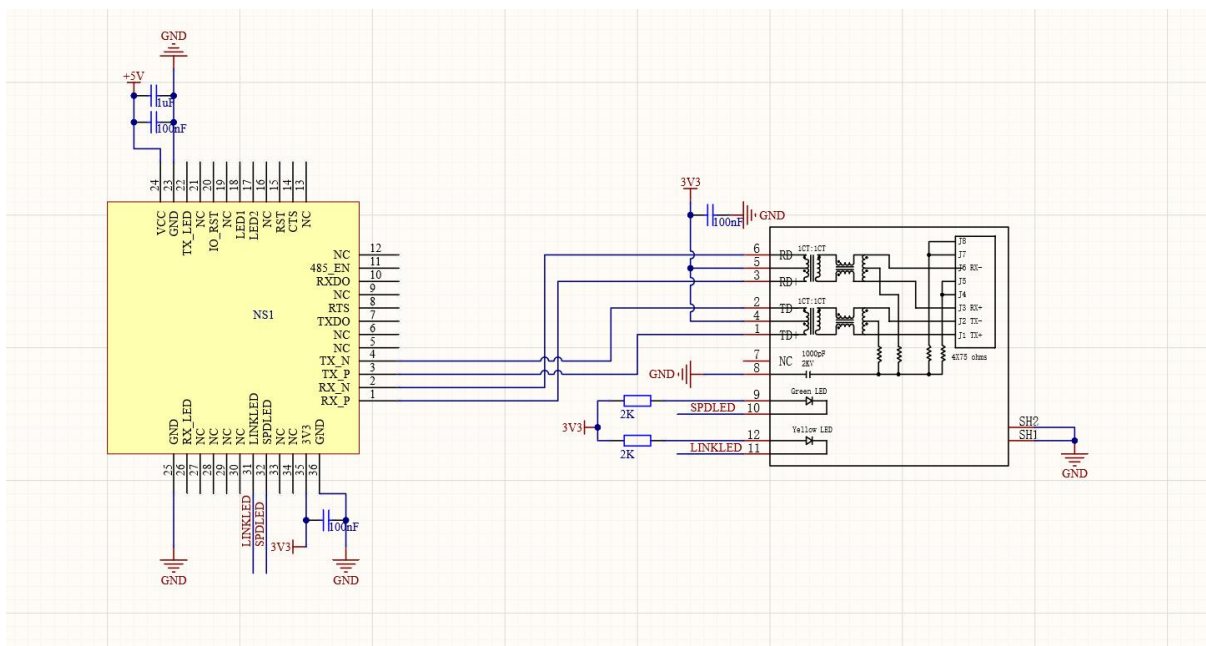 GND
+5V
1uF
100nF
24 23 22 21 20 19 18 17 16 15 14 13
VCC GND TX_LED NC IO_RST NC LED1 LED2 NC RST CTS NC
NC 12
485_EN 11
RXDO 10
NC 9
RTS 8
TXDO 7
NC 6
NC 5
TX_N 4
TX_P 3
RX_N 2
RX_P 1
NS1
GND RX_LED NC NC NC NC LINKLED SPDLED NC NC 3V3 GND
25 26 27 28 29 30 31 32 33 34 35 36
LINKLED
SPDLED
100nF
3V3
GND
GND
3V3
100nF
GND
6 RD-
5
3 RD+
2 TD-
4
1 TD+
7 NC
8
GND
1CT:1CT
1CT:1CT
1000pF
2KV
J8
J7
J6 RX-
J5
J4
J3 RX+
J2 TX-
J1 TX+
4X75 ohms
Green LED
9
SPDLED 10
2K
3V3
Yellow LED
12
LINKLED 11
2K
SH2
SH1
GND